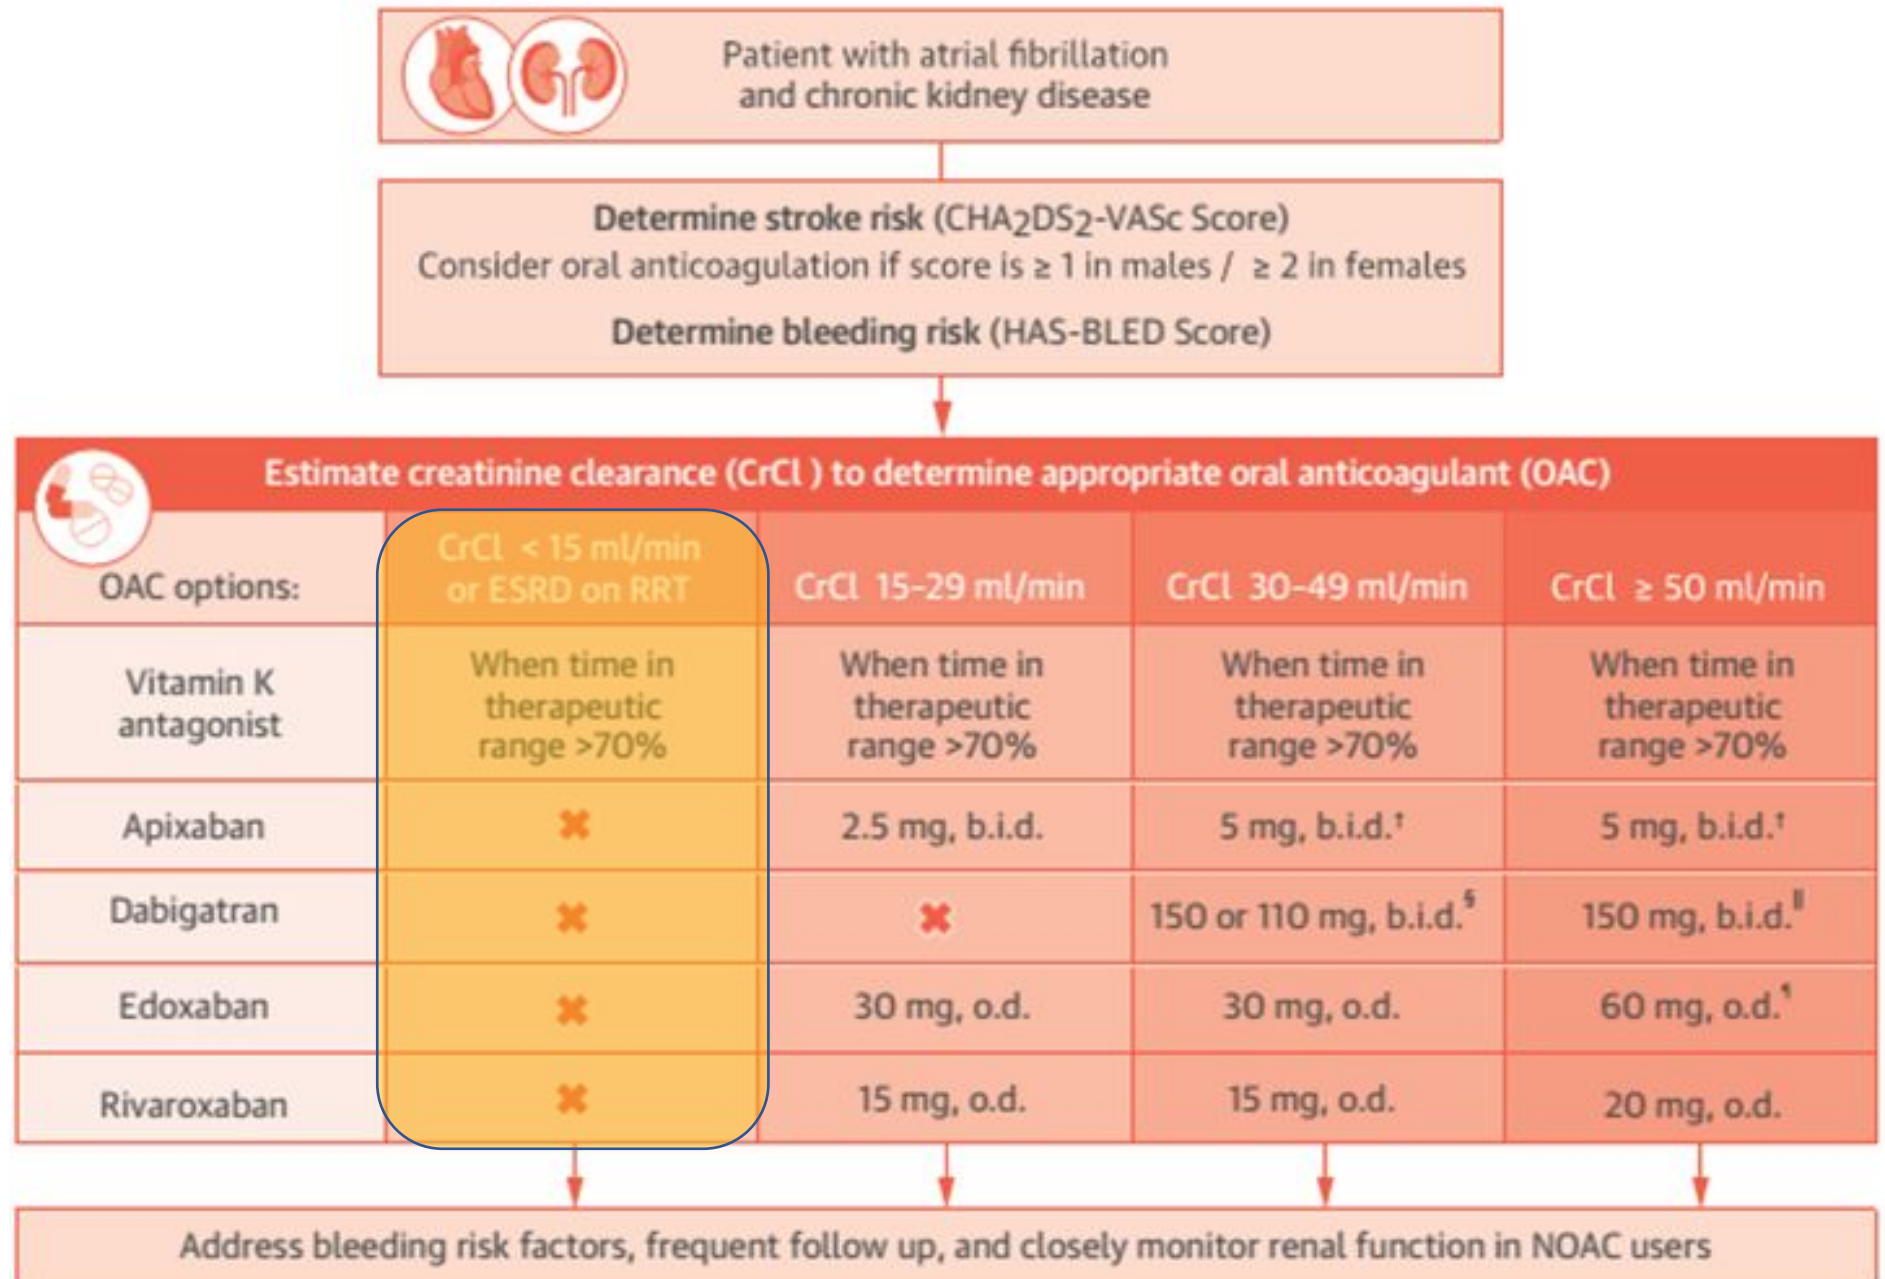 Patient with atrial fibrillation
and chronic kidney disease
Determine stroke risk (CHA2DS2-VASc Score)
Consider oral anticoagulation if score is ≥ 1 in males / ≥ 2 in females
Determine bleeding risk (HAS-BLED Score)
Estimate creatinine clearance (CrCl ) to determine appropriate oral anticoagulant (OAC)
OAC options:
CrCl < 15 ml/min
or ESRD on RRT
CrCl 15–29 ml/min
CrCl 30–49 ml/min
CrCl ≥ 50 ml/min
Vitamin K
antagonist
When time in
therapeutic
range >70%
When time in
therapeutic
range >70%
When time in
therapeutic
range >70%
When time in
therapeutic
range >70%
Apixaban
✖
2.5 mg, b.i.d.
5 mg, b.i.d.†
5 mg, b.i.d.†
Dabigatran
✖
✖
150 or 110 mg, b.i.d.§
150 mg, b.i.d.‖
Edoxaban
✖
30 mg, o.d.
30 mg, o.d.
60 mg, o.d.¶
Rivaroxaban
✖
15 mg, o.d.
15 mg, o.d.
20 mg, o.d.
Address bleeding risk factors, frequent follow up, and closely monitor renal function in NOAC users